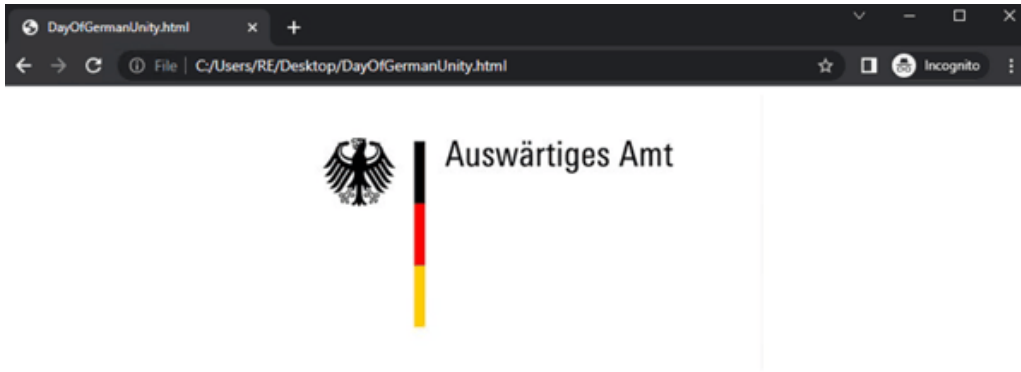 DayOfGermanUnity.html
File | C:/Users/RE/Desktop/DayOfGermanUnity.html
Incognito
Auswärtiges Amt